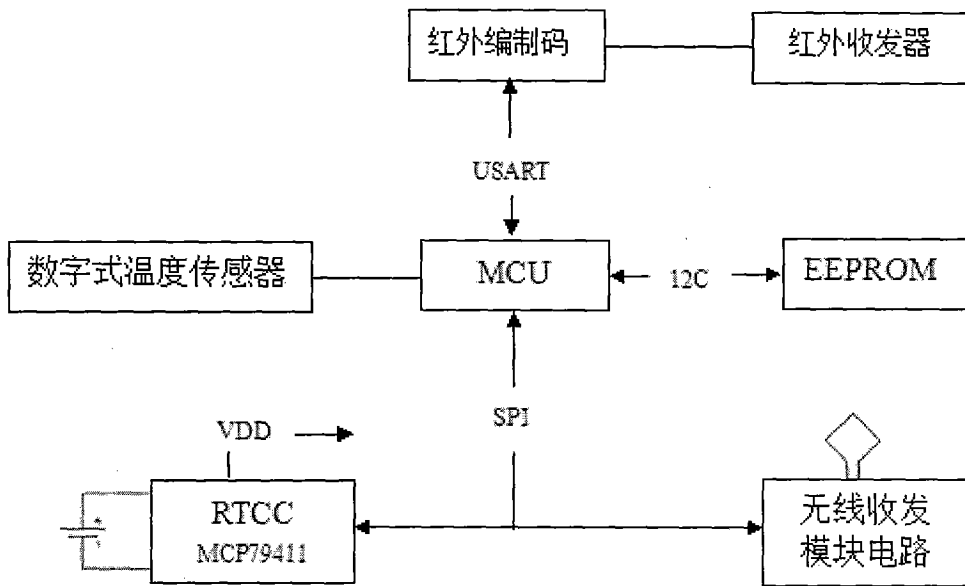 红外编制码
红外收发器
USART
数字式温度传感器
MCU
12C
EEPROM
SPI
VDD
RTCC
MCP79411
无线收发
模块电路